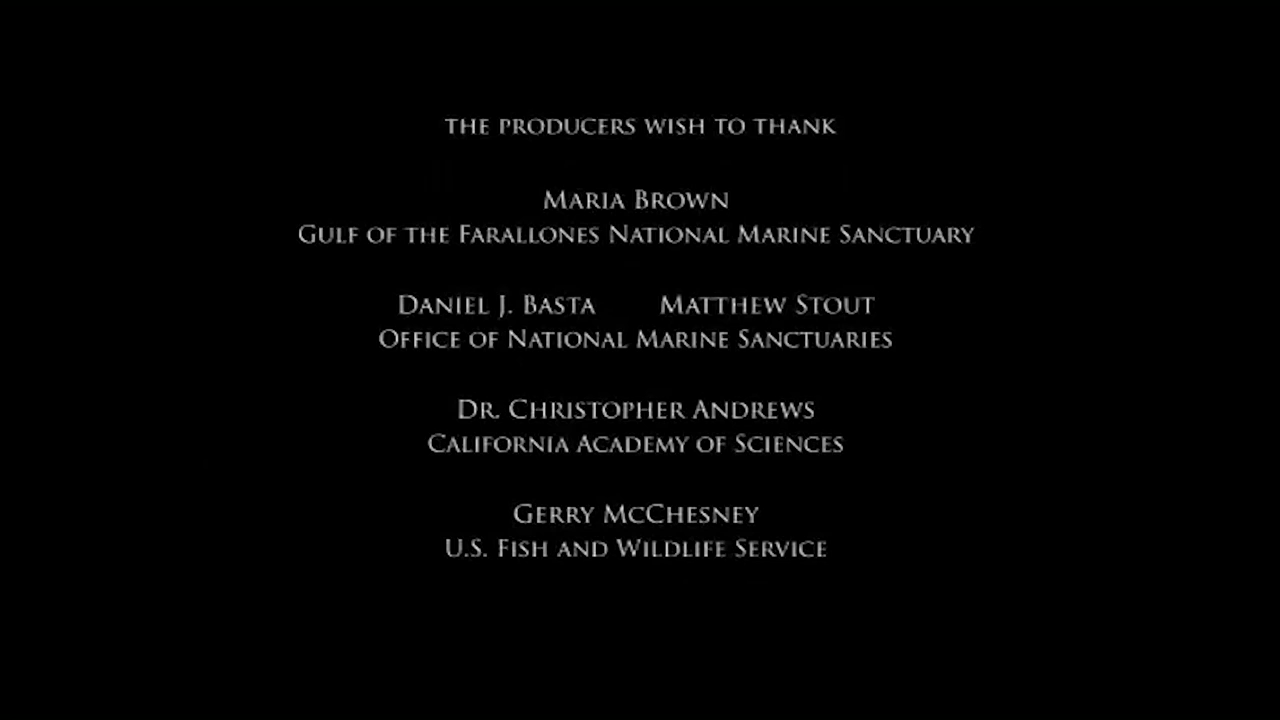 THE PRODUCERS WISH TO THANK
MARIA BROWN
GULF OF THE FARALLONES NATIONAL MARINE SANCTUARY
DANIEL J. BASTA MATTHEW STOUT
OFFICE OF NATIONAL MARINE SANCTUARIES
DR. CHRISTOPHER ANDREWS
CALIFORNIA ACADEMY OF SCIENCES
GERRY MCCHESNEY
U.S. FISH AND WILDLIFE SERVICE